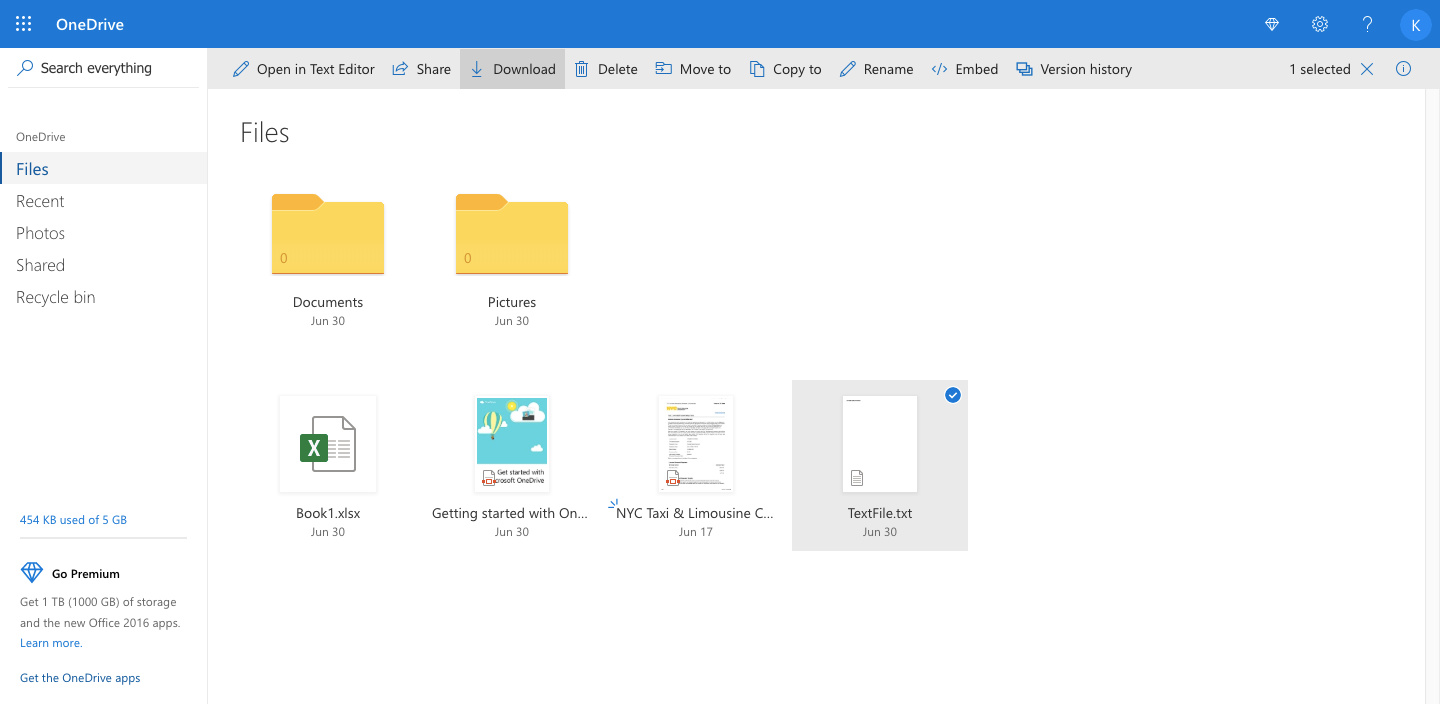 OneDrive
K
Search everything
Open in Text Editor
Share
Download
Delete
Move to
Copy to
Rename
Embed
Version history
1 selected
OneDrive
Files
Recent
Photos
Shared
Recycle bin
Files
0
Documents
Jun 30
0
Pictures
Jun 30
Book1.xlsx
Jun 30
Get started with
crosoft OneDrive
Getting started with On...
Jun 30
NYC Taxi & Limousine C...
Jun 17
TextFile.txt
Jun 30
454 KB used of 5 GB
Go Premium
Get 1 TB (1000 GB) of storage
and the new Office 2016 apps.
Learn more.
Get the OneDrive apps